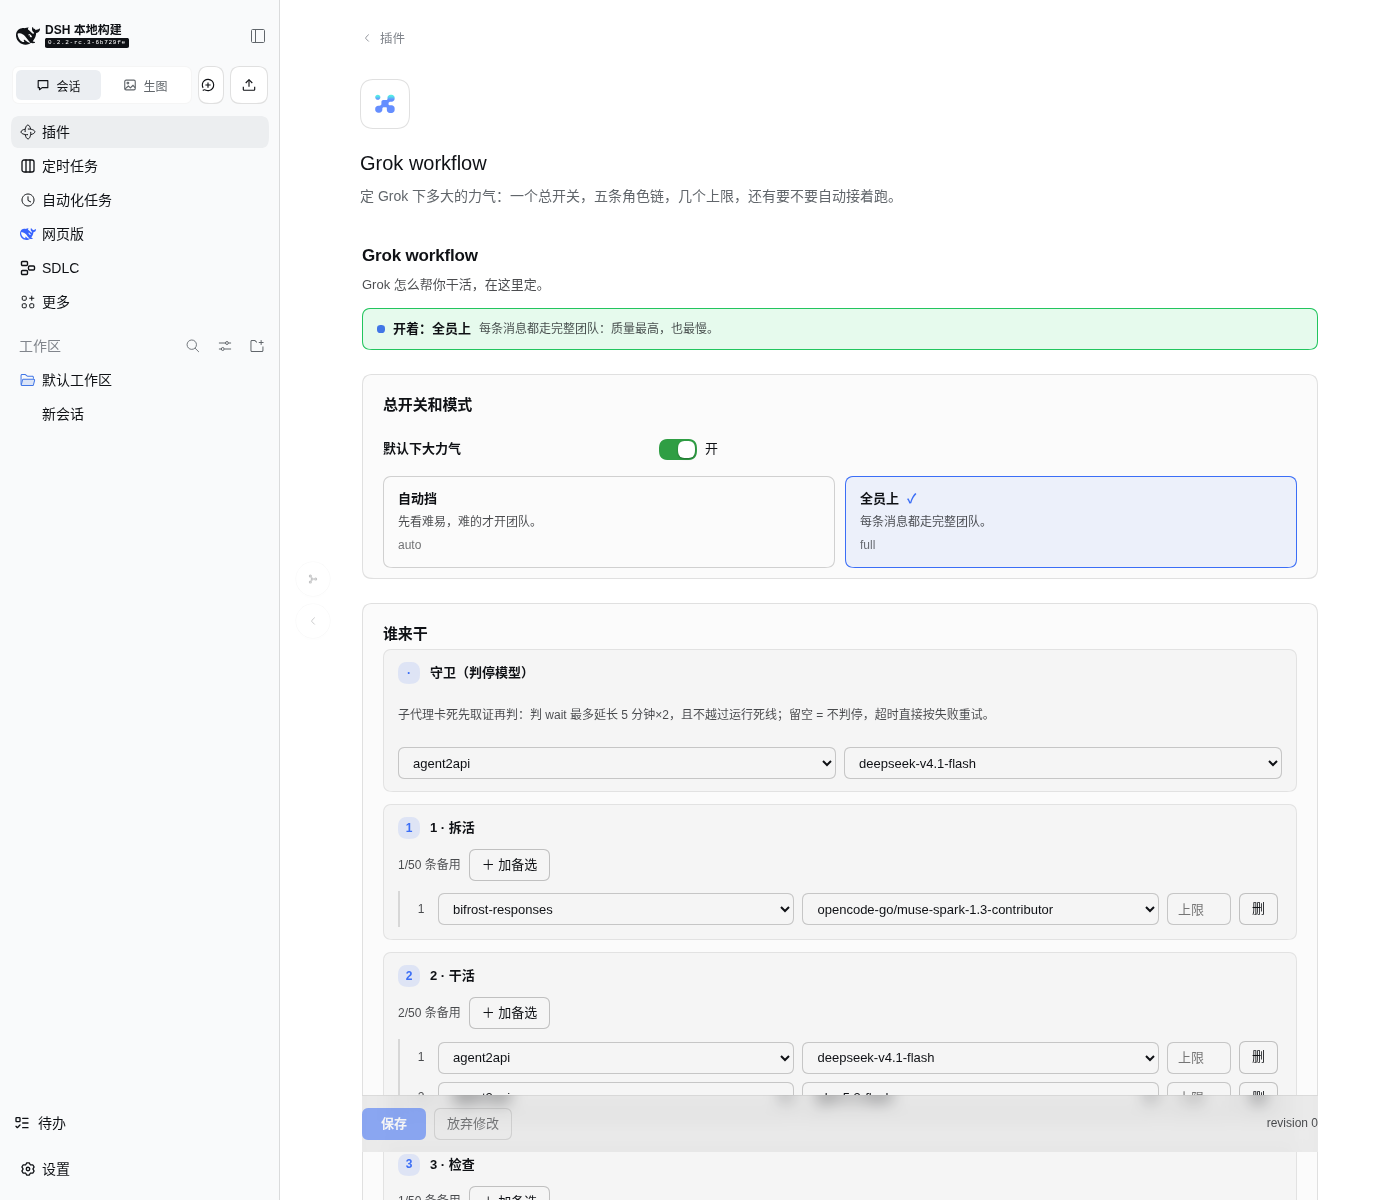 DSH 本地构建
0.2.2-rc.3-6b729fe
会话
生图
插件
定时任务
自动化任务
网页版
SDLC
更多
工作区
默认工作区
新会话
待办
设置
插件
Grok workflow
定 Grok 下多大的力气：一个总开关，五条角色链，几个上限，还有要不要自动接着跑。
Grok workflow
Grok 怎么帮你干活，在这里定。
开着：全员上 每条消息都走完整团队：质量最高，也最慢。
总开关和模式
默认下大力气 开
自动挡
先看难易，难的才开团队。
auto
全员上 ✓
每条消息都走完整团队。
full
谁来干
· 守卫（判停模型）
子代理卡死先取证再判：判 wait 最多延长 5 分钟×2，且不越过运行死线；留空 = 不判停，超时直接按失败重试。
agent2api deepseek-v4.1-flash
1 1 · 拆活
1/50 条备用 ＋ 加备选
1 bifrost-responses opencode-go/muse-spark-1.3-contributor 上限 删
2 2 · 干活
2/50 条备用 ＋ 加备选
1 agent2api deepseek-v4.1-flash 上限 删
保存 放弃修改 revision 0
3 3 · 检查
1/50 条备用 ＋ 加备选